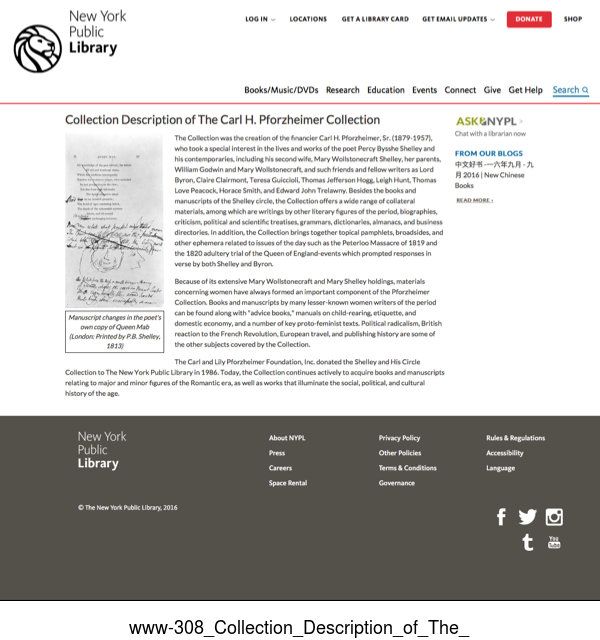 New York
Public
Library
LOG IN
LOCATIONS
GET A LIBRARY CARD
GET EMAIL UPDATES
DONATE
SHOP
Books/Music/DVDs
Research
Education
Events
Connect
Give
Get Help
Search
Collection Description of The Carl H. Pforzheimer Collection
The Collection was the creation of the financier Carl H. Pforzheimer, Sr. (1879-1957),
who took a special interest in the lives and works of the poet Percy Bysshe Shelley and
his contemporaries, including his second wife, Mary Wollstonecraft Shelley, her parents,
William Godwin and Mary Wollstonecraft, and such friends and fellow writers as Lord
Byron, Claire Clairmont, Teresa Guiccioli, Thomas Jefferson Hogg, Leigh Hunt, Thomas
Love Peacock, Horace Smith, and Edward John Trelawny. Besides the books and
manuscripts of the Shelley circle, the Collection offers a wide range of collateral
materials, among which are writings by other literary figures of the period, biographies,
criticism, political and scientific treatises, grammars, dictionaries, almanacs, and business
directories. In addition, the Collection brings together topical pamphlets, broadsides, and
other ephemera related to issues of the day such as the Peterloo Massacre of 1819 and
the 1820 adultery trial of the Queen of England-events which prompted responses in
verse by both Shelley and Byron.
Manuscript changes in the poet's
own copy of Queen Mab
(London: Printed by P.B. Shelley,
1813)
Because of its extensive Mary Wollstonecraft and Mary Shelley holdings, materials
concerning women have always formed an important component of the Pforzheimer
Collection. Books and manuscripts by many lesser-known women writers of the period
can be found along with "advice books," manuals on child-rearing, etiquette, and
domestic economy, and a number of key proto-feminist texts. Political radicalism, British
reaction to the French Revolution, European travel, and publishing history are some of
the other subjects covered by the Collection.
The Carl and Lily Pforzheimer Foundation, Inc. donated the Shelley and His Circle
Collection to The New York Public Library in 1986. Today, the Collection continues actively to acquire books and manuscripts
relating to major and minor figures of the Romantic era, as well as works that illuminate the social, political, and cultural
history of the age.
ASK NYPL >
Chat with a librarian now
FROM OUR BLOGS
中文好书 -一六年九月 - 九
月 2016 | New Chinese
Books
READ MORE ›
New York
Public
Library
About NYPL
Press
Careers
Space Rental
Privacy Policy
Other Policies
Terms & Conditions
Governance
Rules & Regulations
Accessibility
Language
© The New York Public Library, 2016
You
Tube
www-308_Collection_Description_of_The_